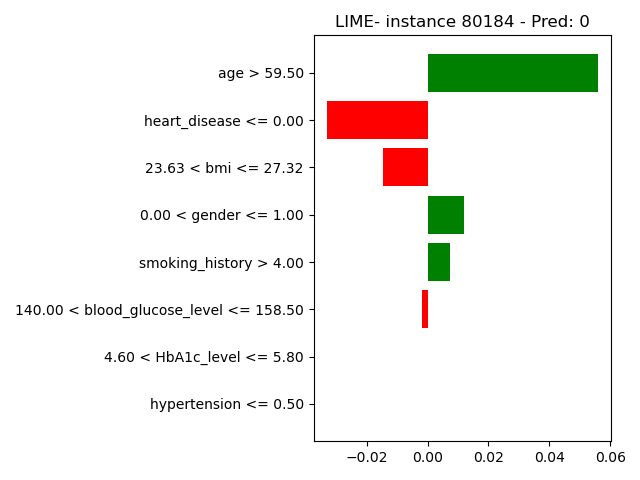 LIME- instance 80184 - Pred: 0
age > 59.50
heart_disease <= 0.00
23.63 < bmi <= 27.32
0.00 < gender <= 1.00
smoking_history > 4.00
140.00 < blood_glucose_level <= 158.50
4.60 < HbA1c_level <= 5.80
hypertension <= 0.50
−0.02 0.00 0.02 0.04 0.06